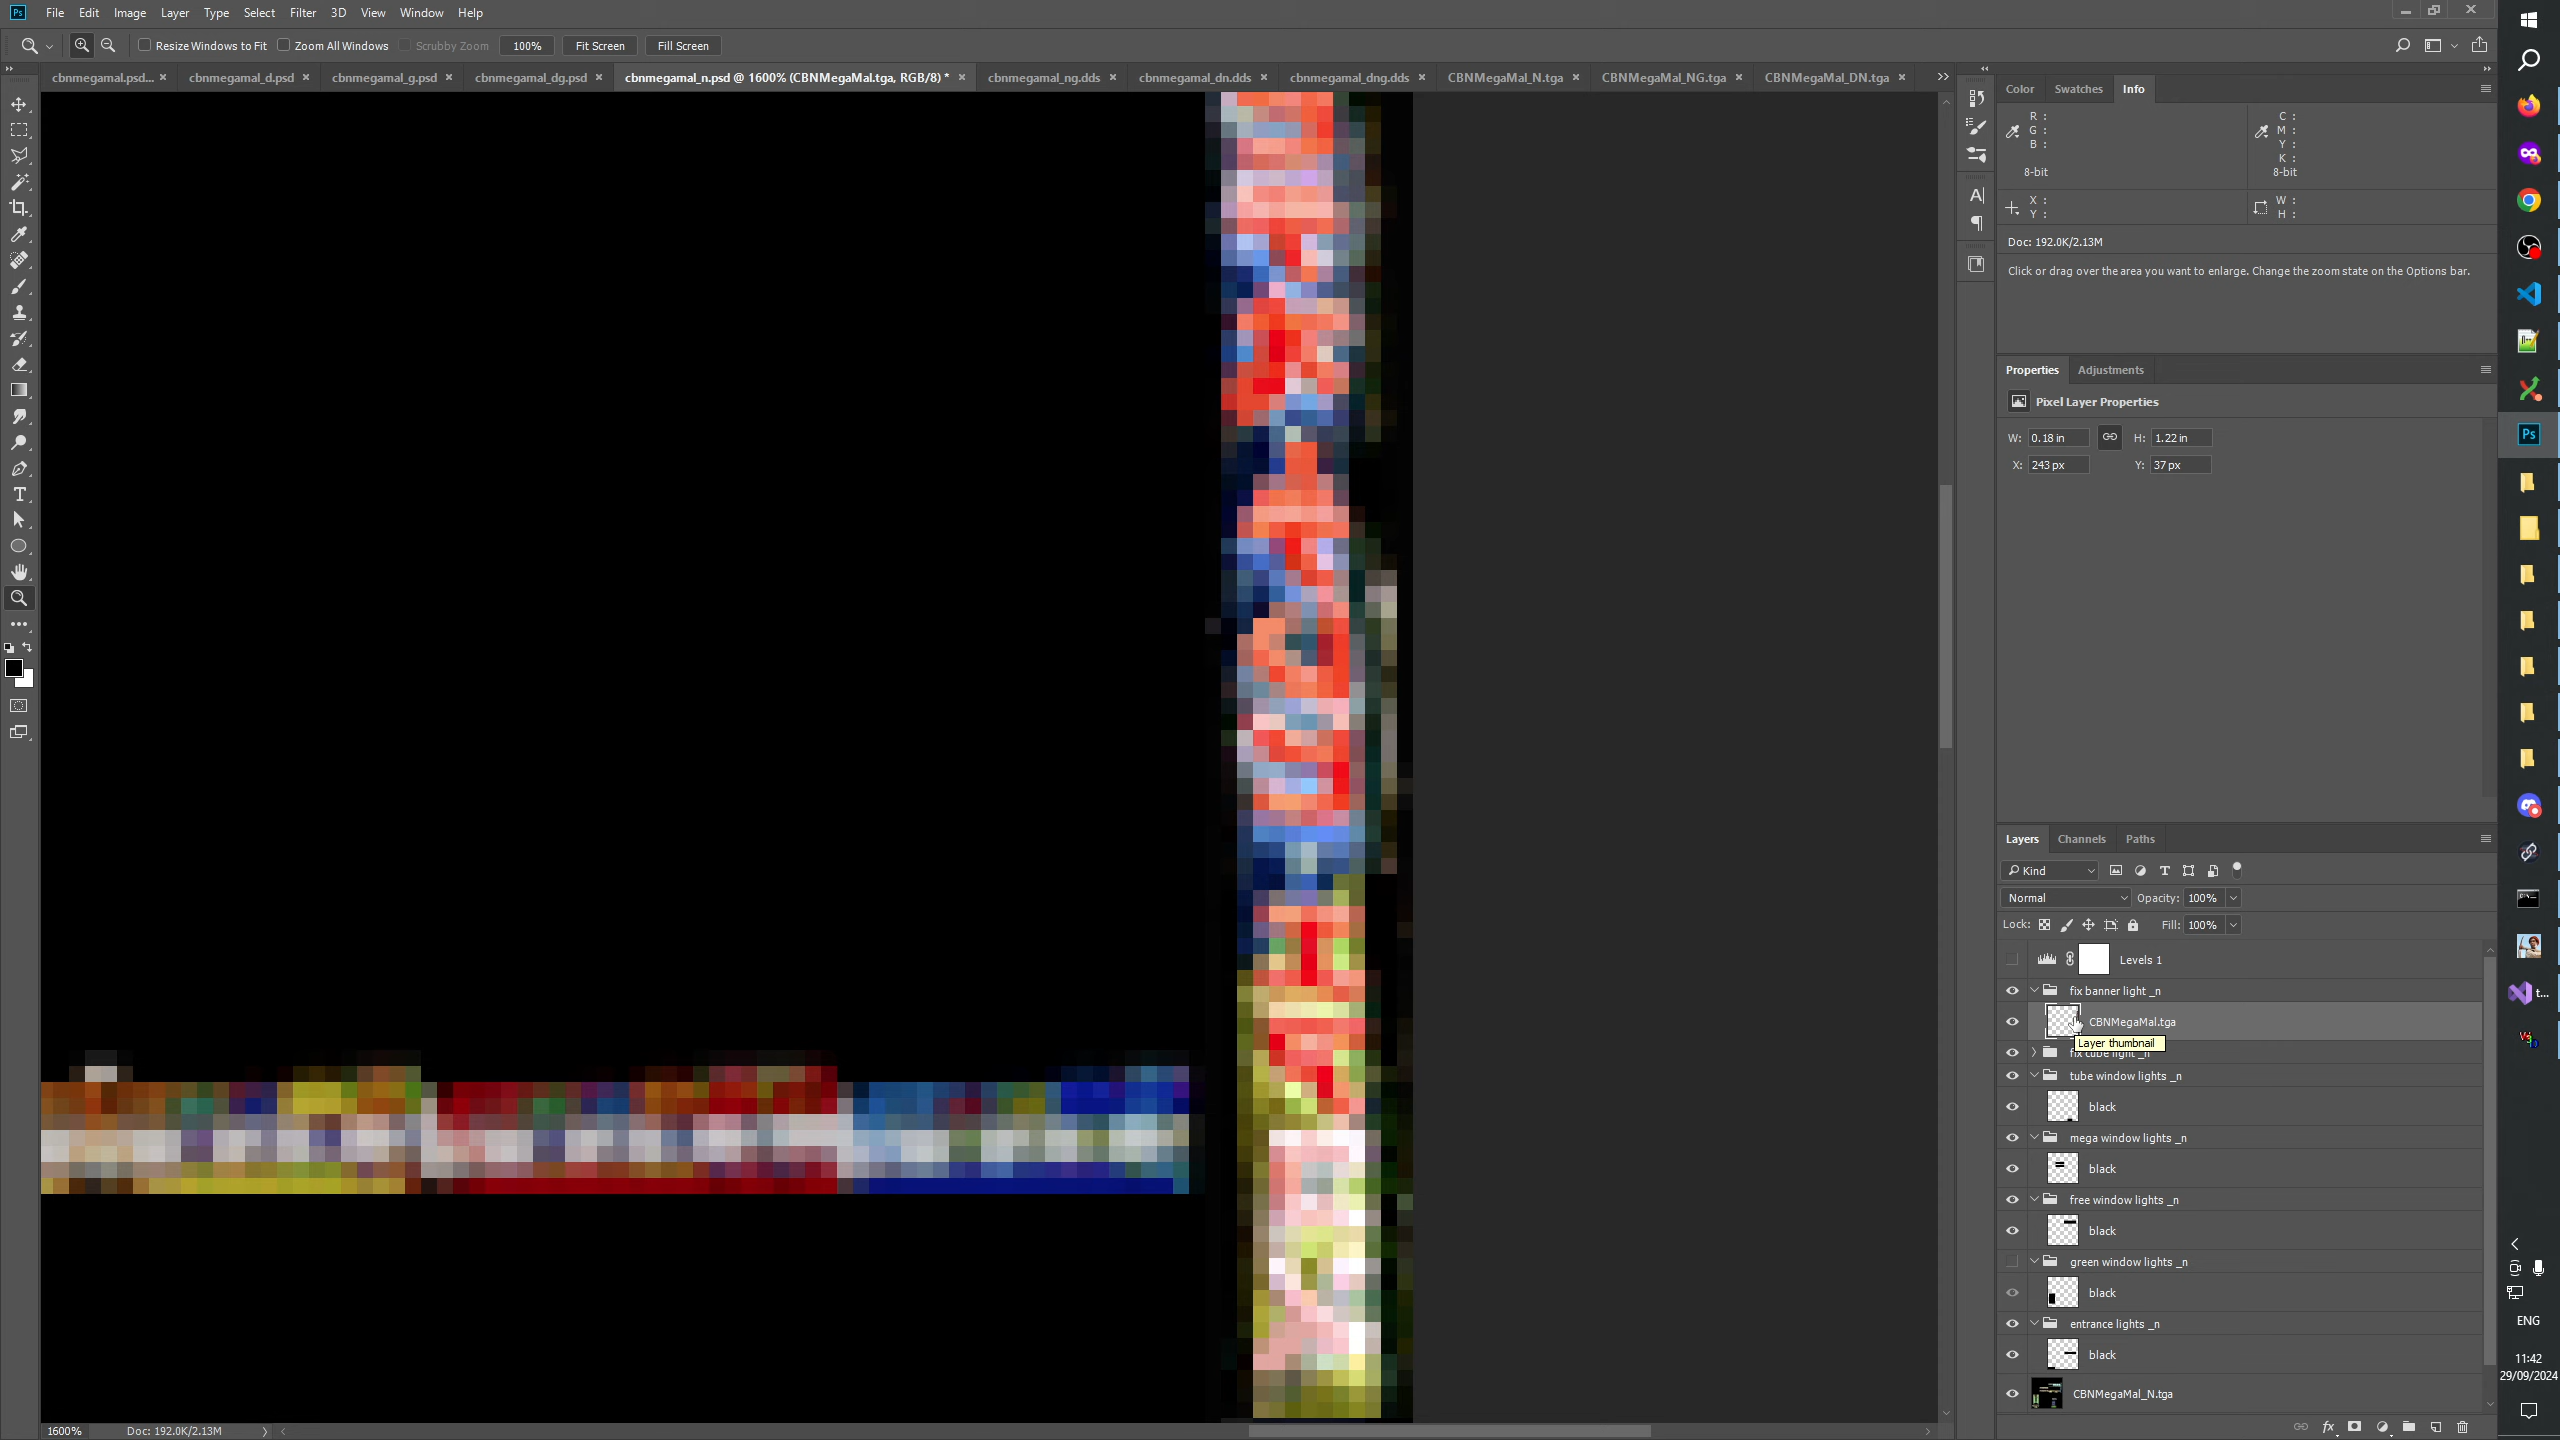 File Edit Image Layer Type Select Filter 3D View Window Help
Resize Windows to Fit Zoom All Windows Scrubby Zoom 100% Fit Screen Fill Screen
cbnmegamal.psd... × cbnmegamal_d.psd × cbnmegamal_g.psd × cbnmegamal_dg.psd × cbnmegamal_n.psd @ 1600% (CBNMegaMal.tga, RGB/8) * × cbnmegamal_ng.dds × cbnmegamal_dn.dds × cbnmegamal_dng.dds × CBNMegaMal_N.tga × CBNMegaMal_NG.tga × CBNMegaMal_DN.tga ×
Color Swatches Info
R : C :
G : M :
B : Y :
K :
8-bit 8-bit
X : W :
Y : H :
Doc: 192.0K/2.13M
Click or drag over the area you want to enlarge. Change the zoom state on the Options bar.
Properties Adjustments
Pixel Layer Properties
W: 0.18 in H: 1.22 in
X: 243 px Y: 37 px
Layers Channels Paths
Kind
Normal Opacity: 100%
Lock: Fill: 100%
Levels 1
fix banner light _n
CBNMegaMal.tga
Layer thumbnail
fix cube light _n
tube window lights _n
black
mega window lights _n
black
free window lights _n
black
green window lights _n
black
entrance lights _n
black
CBNMegaMal_N.tga
1600% Doc: 192.0K/2.13M
Ps
t...
ENG
11:42
29/09/2024